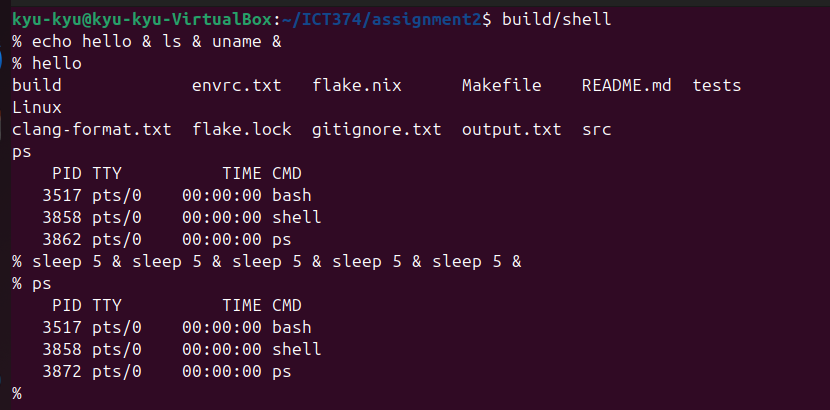 kyu-kyu@kyu-kyu-VirtualBox:~/ICT374/assignment2$ build/shell
% echo hello & ls & uname &
% hello
build             envrc.txt   flake.nix      Makefile    README.md  tests
Linux
clang-format.txt  flake.lock  gitignore.txt  output.txt  src
ps
    PID TTY          TIME CMD
   3517 pts/0    00:00:00 bash
   3858 pts/0    00:00:00 shell
   3862 pts/0    00:00:00 ps
% sleep 5 & sleep 5 & sleep 5 & sleep 5 & sleep 5 &
% ps
    PID TTY          TIME CMD
   3517 pts/0    00:00:00 bash
   3858 pts/0    00:00:00 shell
   3872 pts/0    00:00:00 ps
%